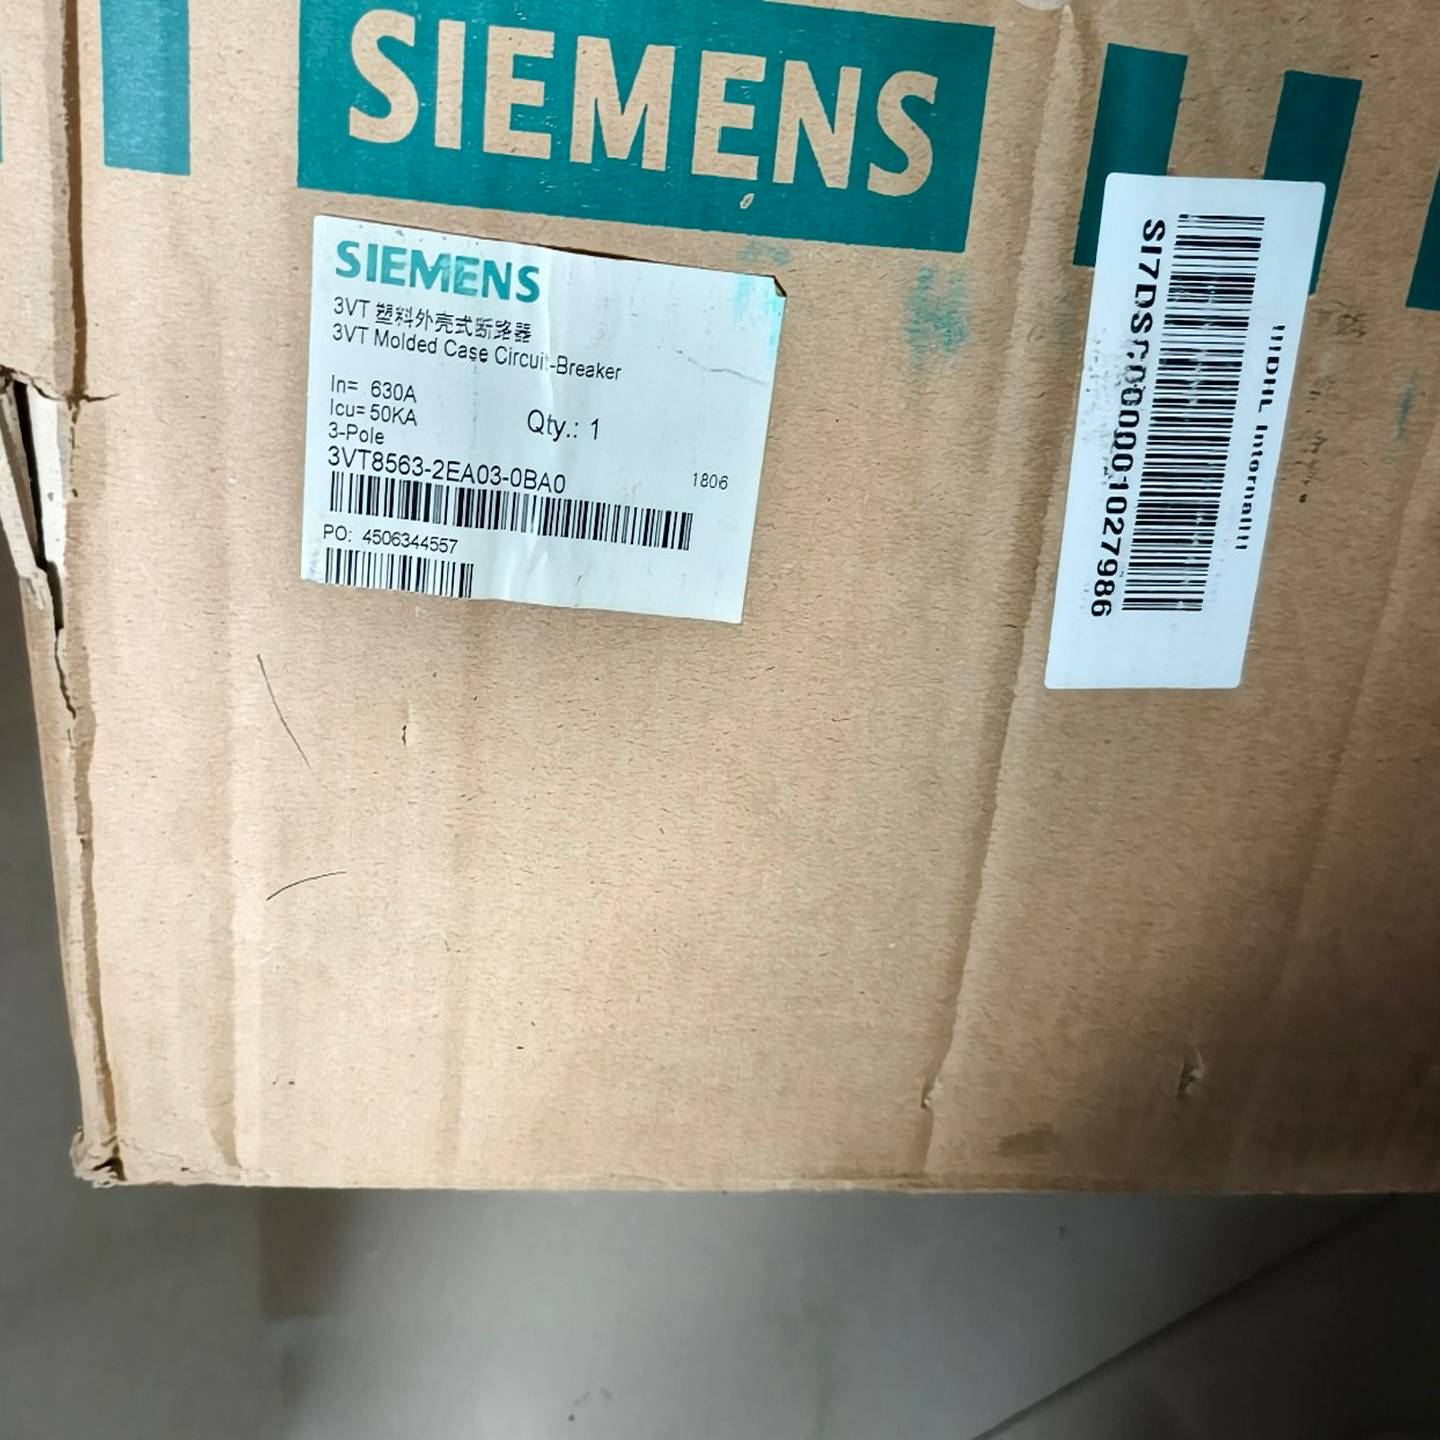 SIEMENS
SIEMENS
3VT 塑料外壳式断路器
3VT Molded Case Circuit-Breaker
In= 630A
Icu= 50KA
Qty.: 1
3-Pole
3VT8563-2EA03-0BA0
1806
PO: 4506344557